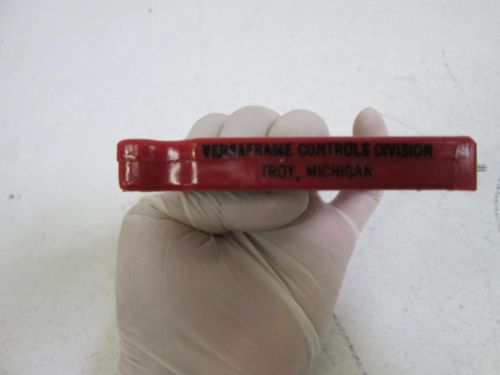 VERSAFRAME CONTROLS DIVISION
TROY, MICHIGAN